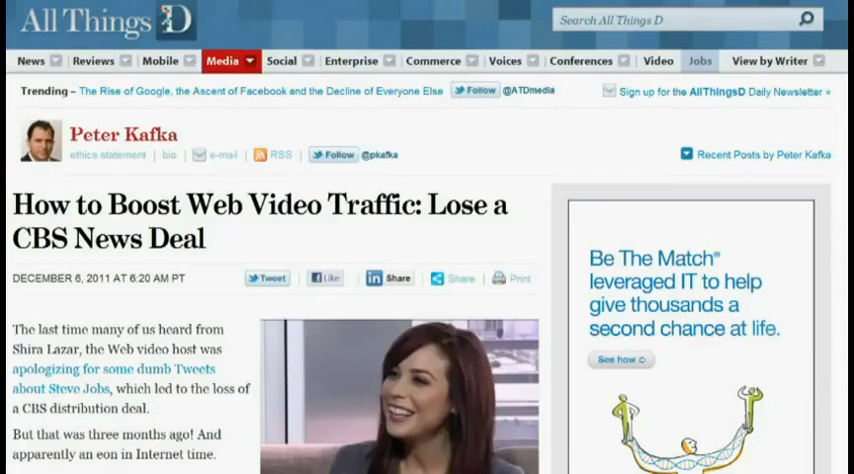 All Things D
Search All Things D
News Reviews Mobile Media Social Enterprise Commerce Voices Conferences Video Jobs View by Writer
Trending – The Rise of Google, the Ascent of Facebook and the Decline of Everyone Else Follow @ATDmedia Sign up for the AllThingsD Daily Newsletter »
Peter Kafka
ethics statement | bio | e-mail RSS Follow @pkafka Recent Posts by Peter Kafka
How to Boost Web Video Traffic: Lose a
CBS News Deal
DECEMBER 6, 2011 AT 6:20 AM PT Tweet Like Share Share Print
The last time many of us heard from
Shira Lazar, the Web video host was
apologizing for some dumb Tweets
about Steve Jobs, which led to the loss of
a CBS distribution deal.
But that was three months ago! And
apparently an eon in Internet time.
Be The Match®
leveraged IT to help
give thousands a
second chance at life.
See how